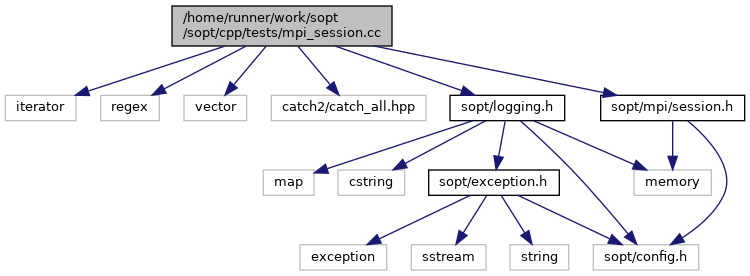 /home/runner/work/sopt
/sopt/cpp/tests/mpi_session.cc
iterator
regex
vector
catch2/catch_all.hpp
sopt/logging.h
sopt/mpi/session.h
map
cstring
sopt/exception.h
memory
exception
sstream
string
sopt/config.h